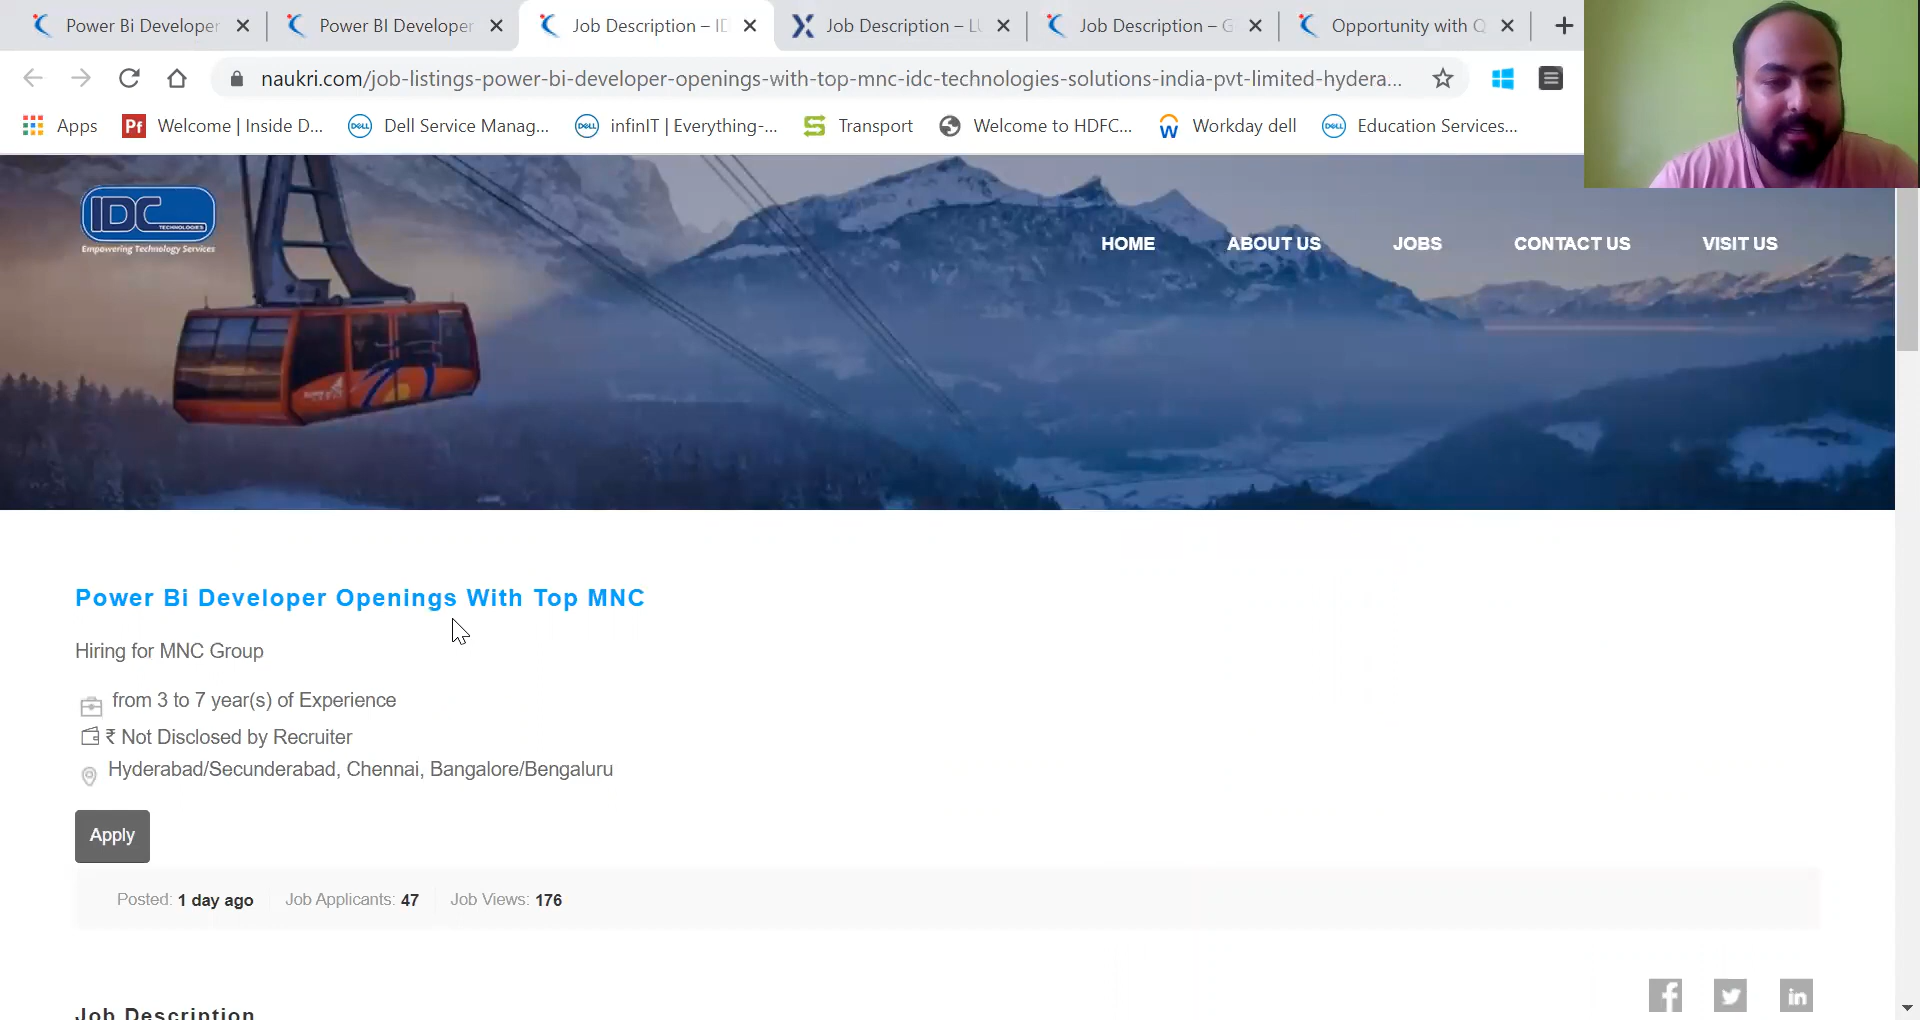 Power Bi Developer
Power BI Developer
Job Description – ID
Job Description – LU
Job Description – G
Opportunity with Q
naukri.com/job-listings-power-bi-developer-openings-with-top-mnc-idc-technologies-solutions-india-pvt-limited-hydera...
Apps
Pf
Welcome | Inside D...
DELL
Dell Service Manag...
DELL
infinIT | Everything-...
Transport
Welcome to HDFC...
Workday dell
DELL
Education Services...
IDC
TECHNOLOGIES
Empowering Technology Services
HOME
ABOUT US
JOBS
CONTACT US
VISIT US
Power Bi Developer Openings With Top MNC
Hiring for MNC Group
from 3 to 7 year(s) of Experience
₹ Not Disclosed by Recruiter
Hyderabad/Secunderabad, Chennai, Bangalore/Bengaluru
Apply
Posted: 1 day ago
Job Applicants: 47
Job Views: 176
Job Description